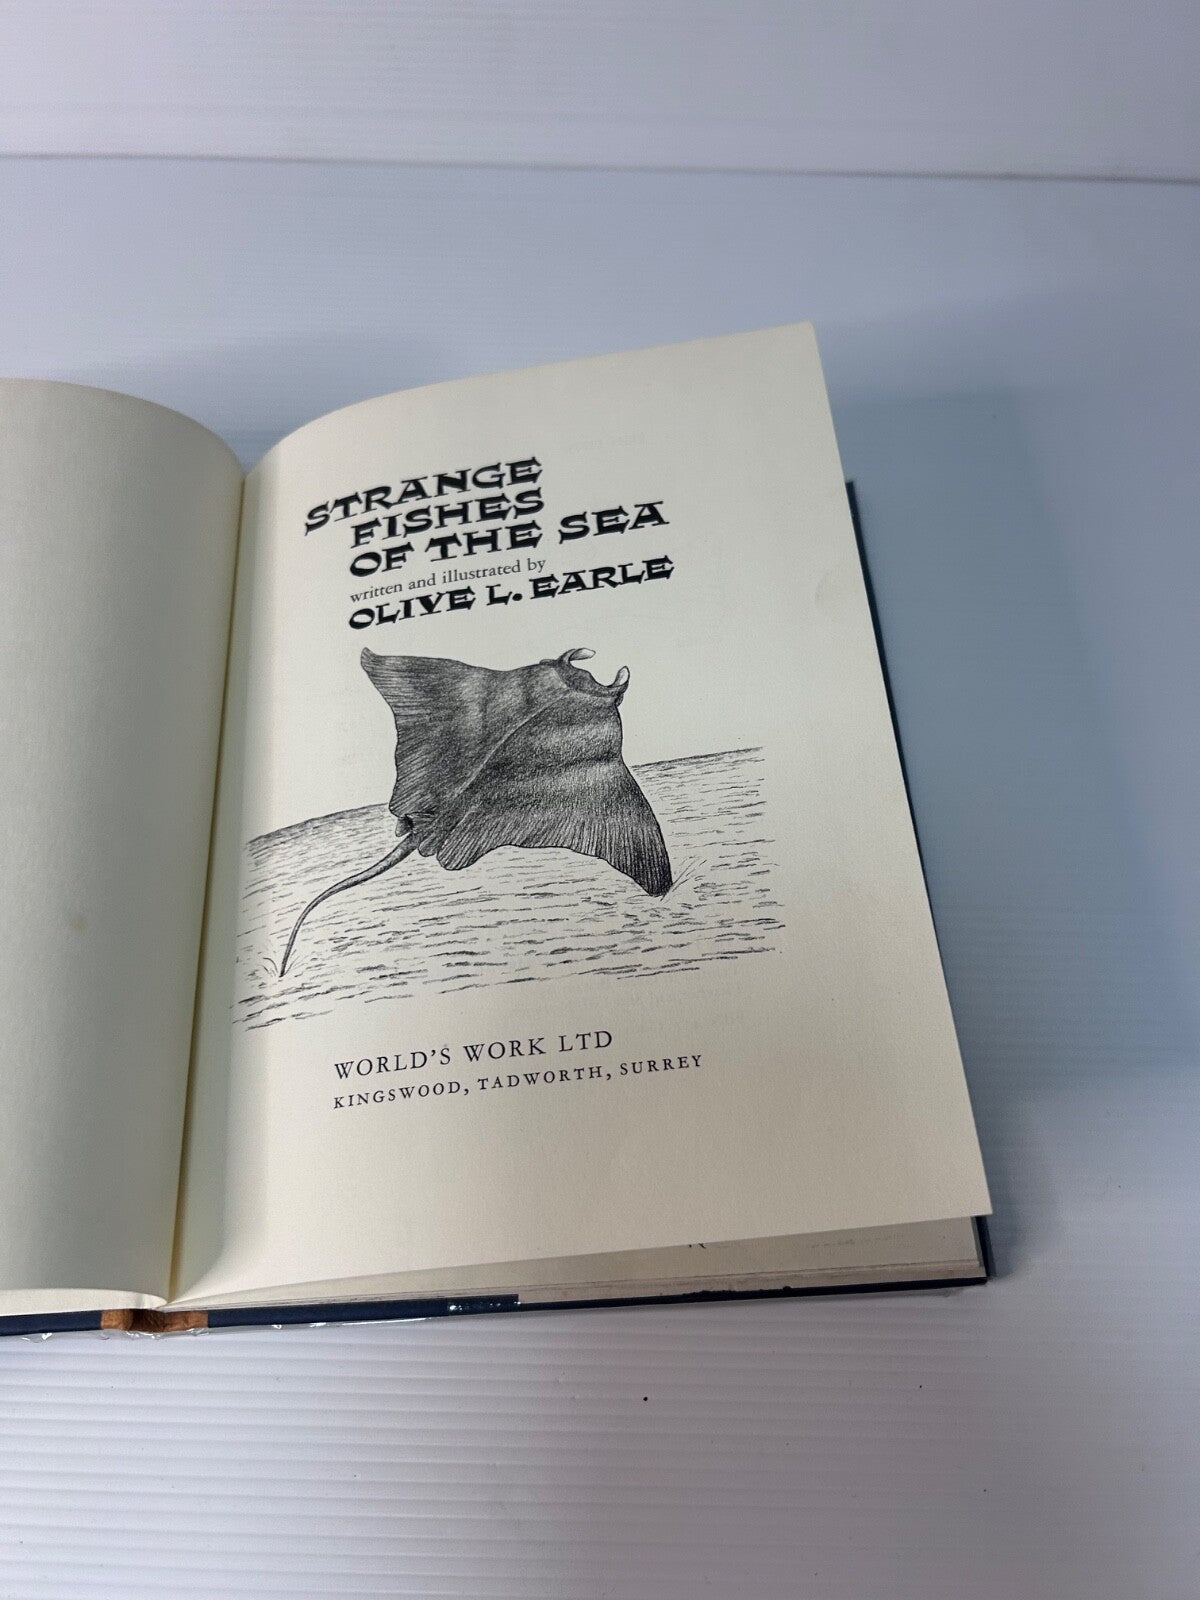 STRANGE
FISHES
OF THE SEA
written and illustrated by
OLIVE L. EARLE
WORLD'S WORK LTD
KINGSWOOD, TADWORTH, SURREY